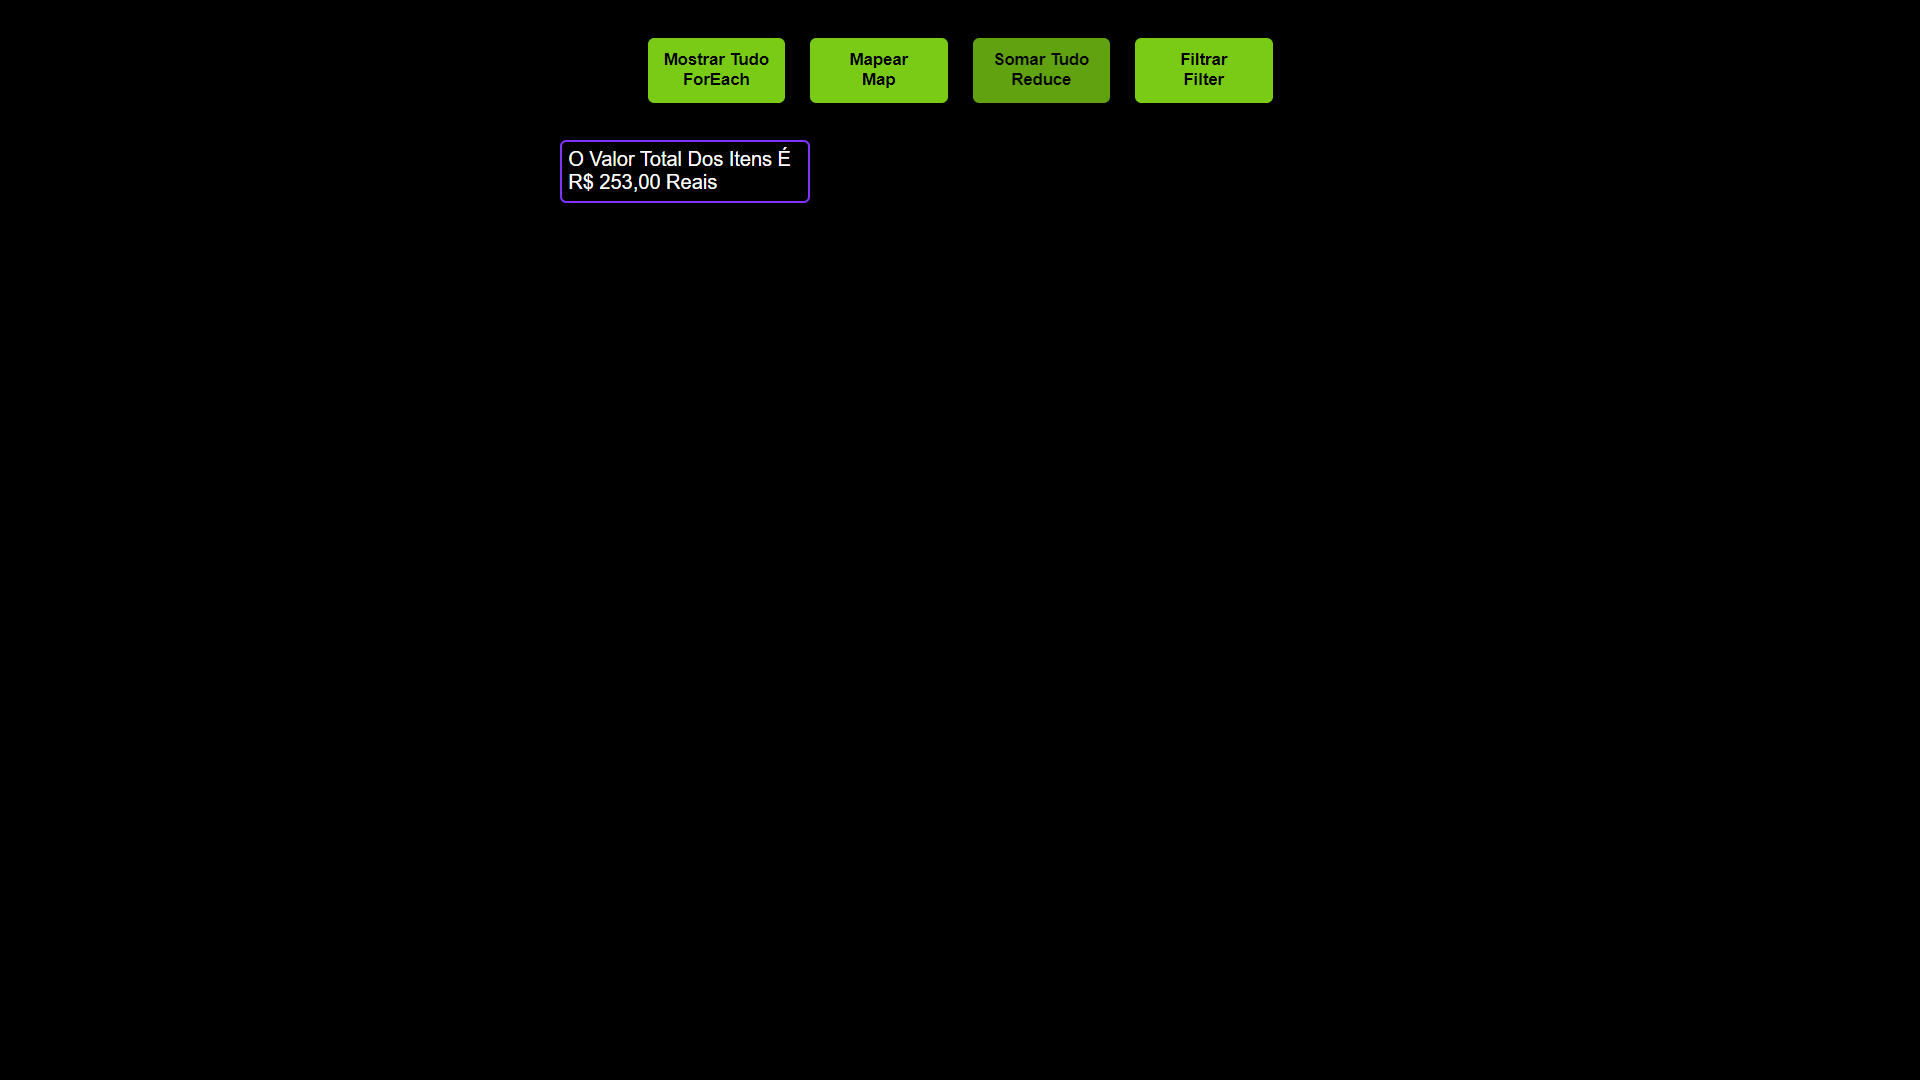 Mostrar Tudo
ForEach
Mapear
Map
Somar Tudo
Reduce
Filtrar
Filter
O Valor Total Dos Itens É
R$ 253,00 Reais